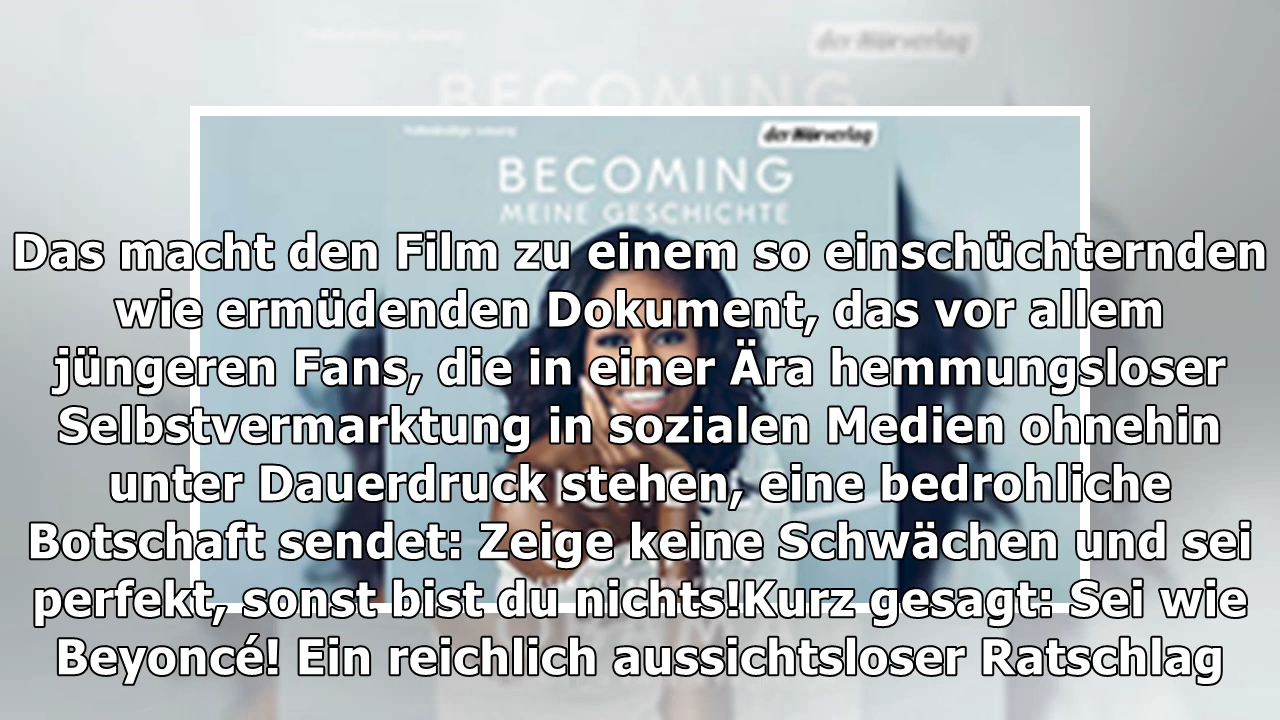 der Hörverlag
BECOMING
Vollständige Lesung
der Hörverlag
BECOMING
MEINE GESCHICHTE
Das macht den Film zu einem so einschüchternden
wie ermüdenden Dokument, das vor allem
jüngeren Fans, die in einer Ära hemmungsloser
Selbstvermarktung in sozialen Medien ohnehin
unter Dauerdruck stehen, eine bedrohliche
Botschaft sendet: Zeige keine Schwächen und sei
perfekt, sonst bist du nichts!Kurz gesagt: Sei wie
Beyoncé! Ein reichlich aussichtsloser Ratschlag